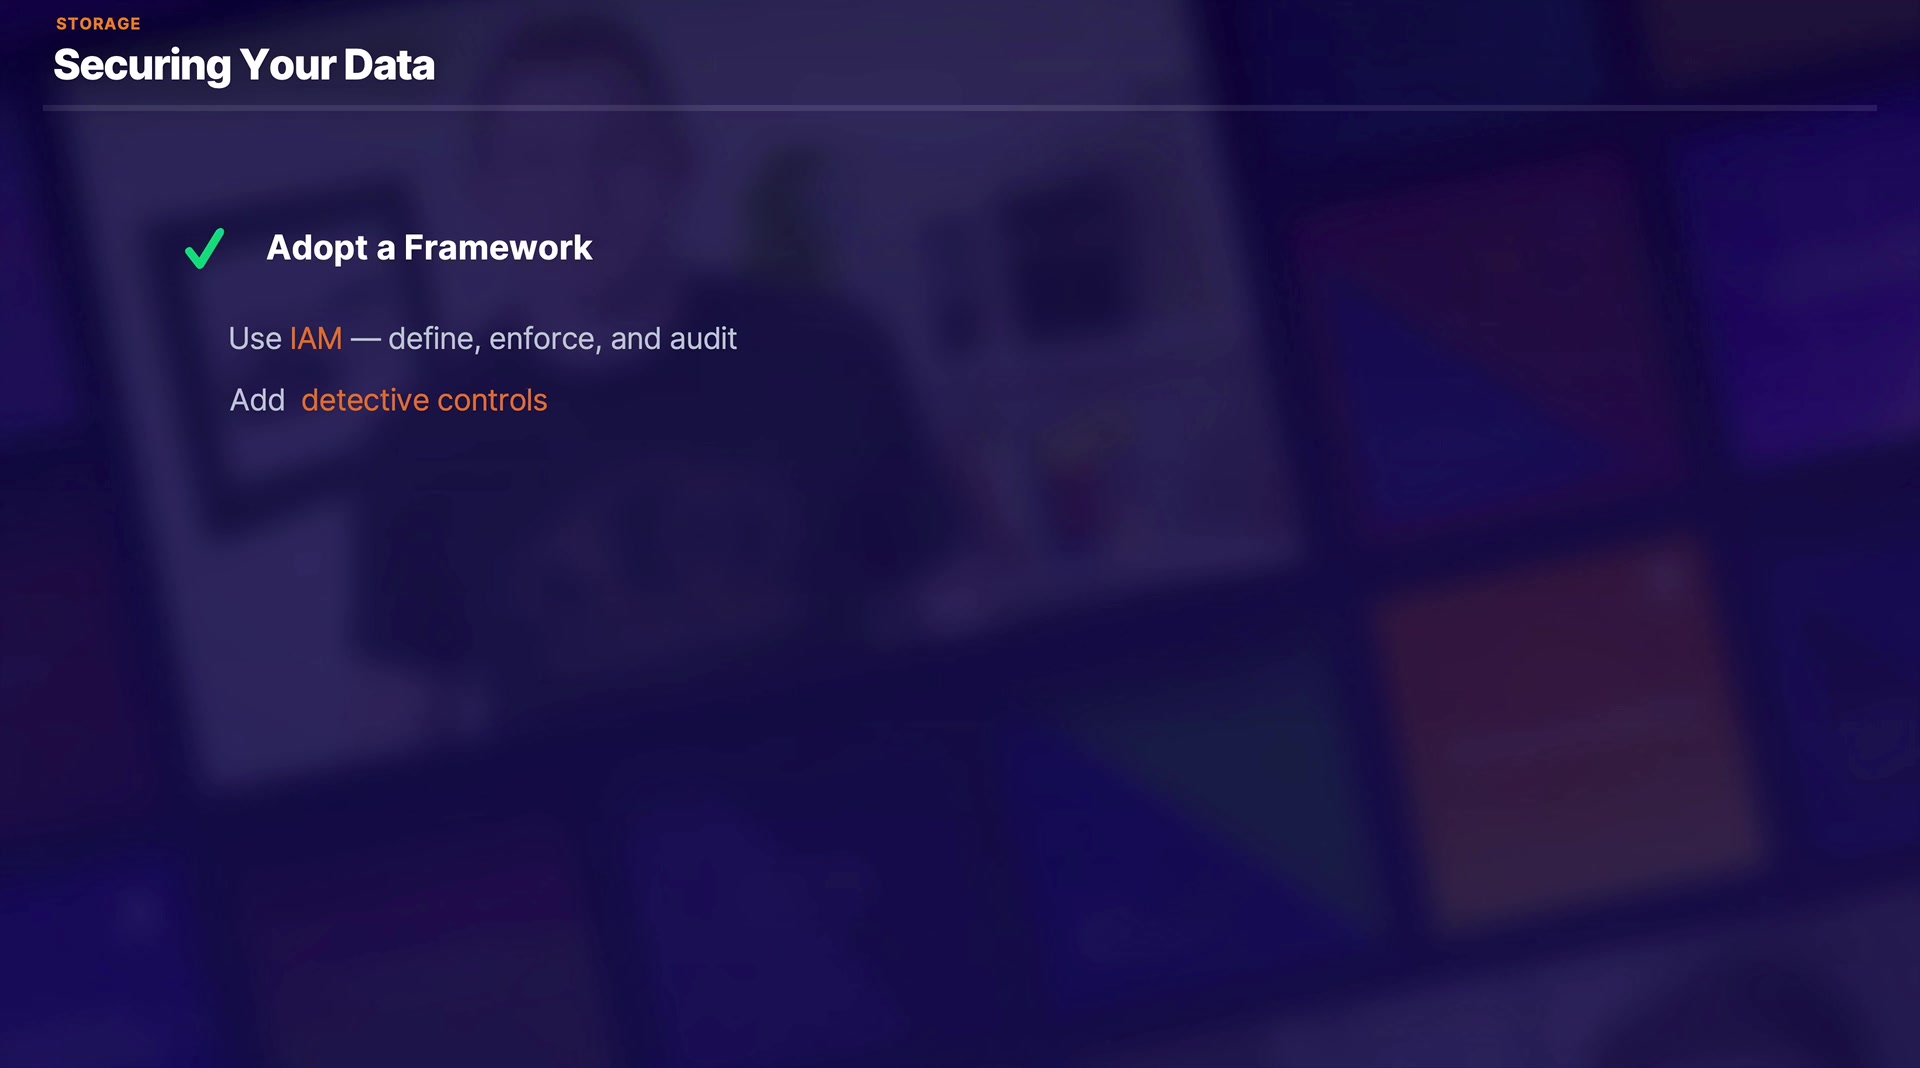 STORAGE
Securing Your Data
Adopt a Framework
Use IAM — define, enforce, and audit
Add detective controls